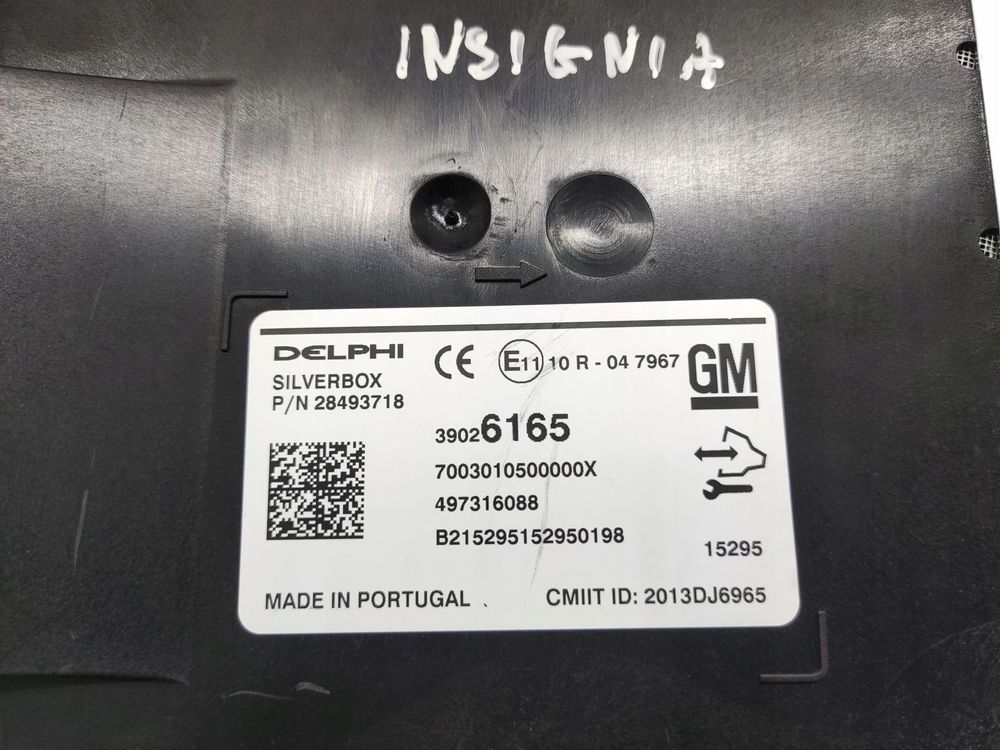 INSIGNIA
DELPHI
SILVERBOX
P/N 28493718
CE E11 10 R - 04 7967
GM
39026165
7003010500000X
497316088
B215295152950198
15295
MADE IN PORTUGAL
CMIIT ID: 2013DJ6965